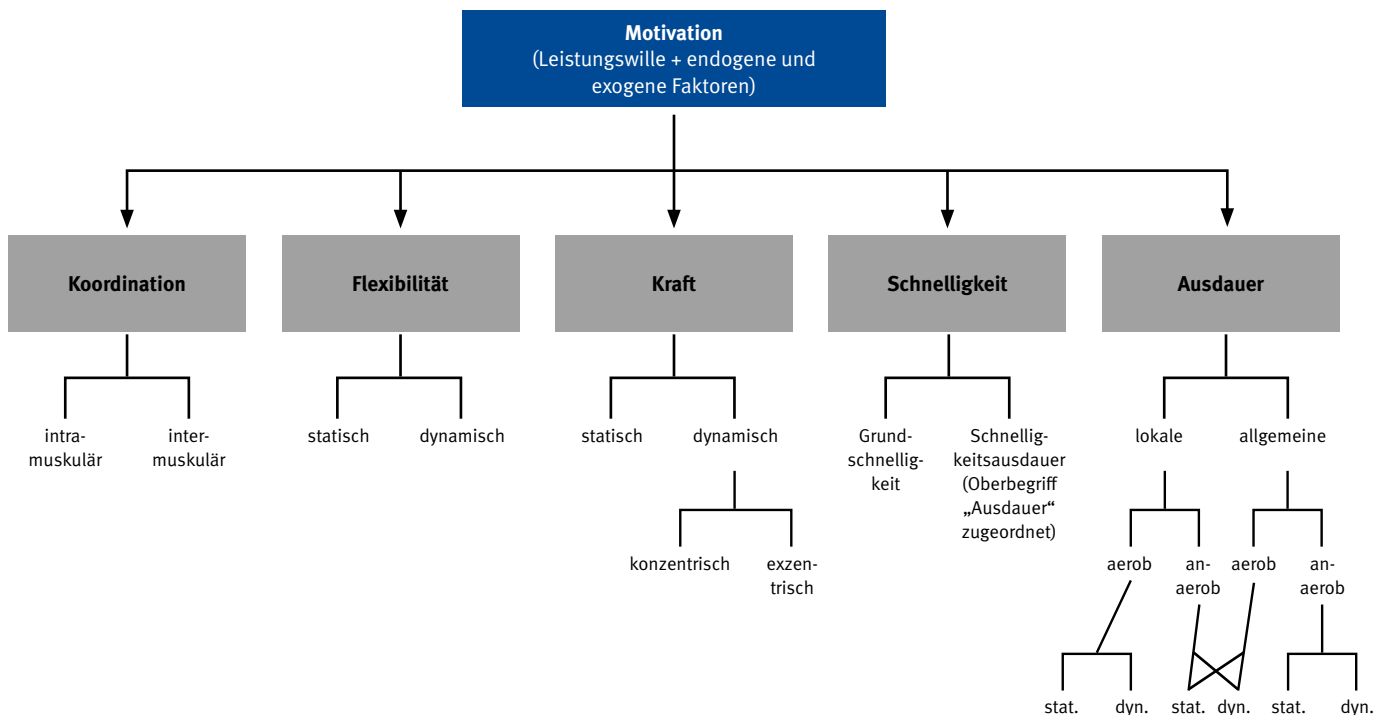 Motivation
(Leistungswille + endogene und
exogene Faktoren)
Koordination
Flexibilität
Kraft
Schnelligkeit
Ausdauer
intra-
muskulär
inter-
muskulär
statisch
dynamisch
statisch
dynamisch
konzentrisch
exzen-
trisch
Grund-
schnellig-
keit
Schnellig-
keitsausdauer
(Oberbegriff
„Ausdauer“
zugeordnet)
lokale
allgemeine
aerob
an-
aerob
aerob
an-
aerob
stat.
dyn.
stat.
dyn.
stat.
dyn.